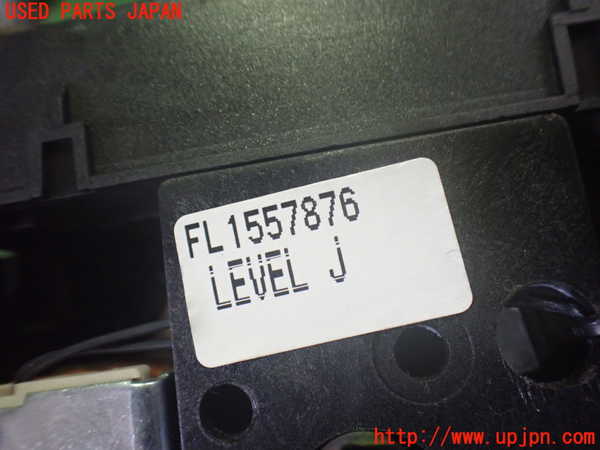 USED PARTS JAPAN
FL1557876
LEVEL J
http://www.upjpn.com